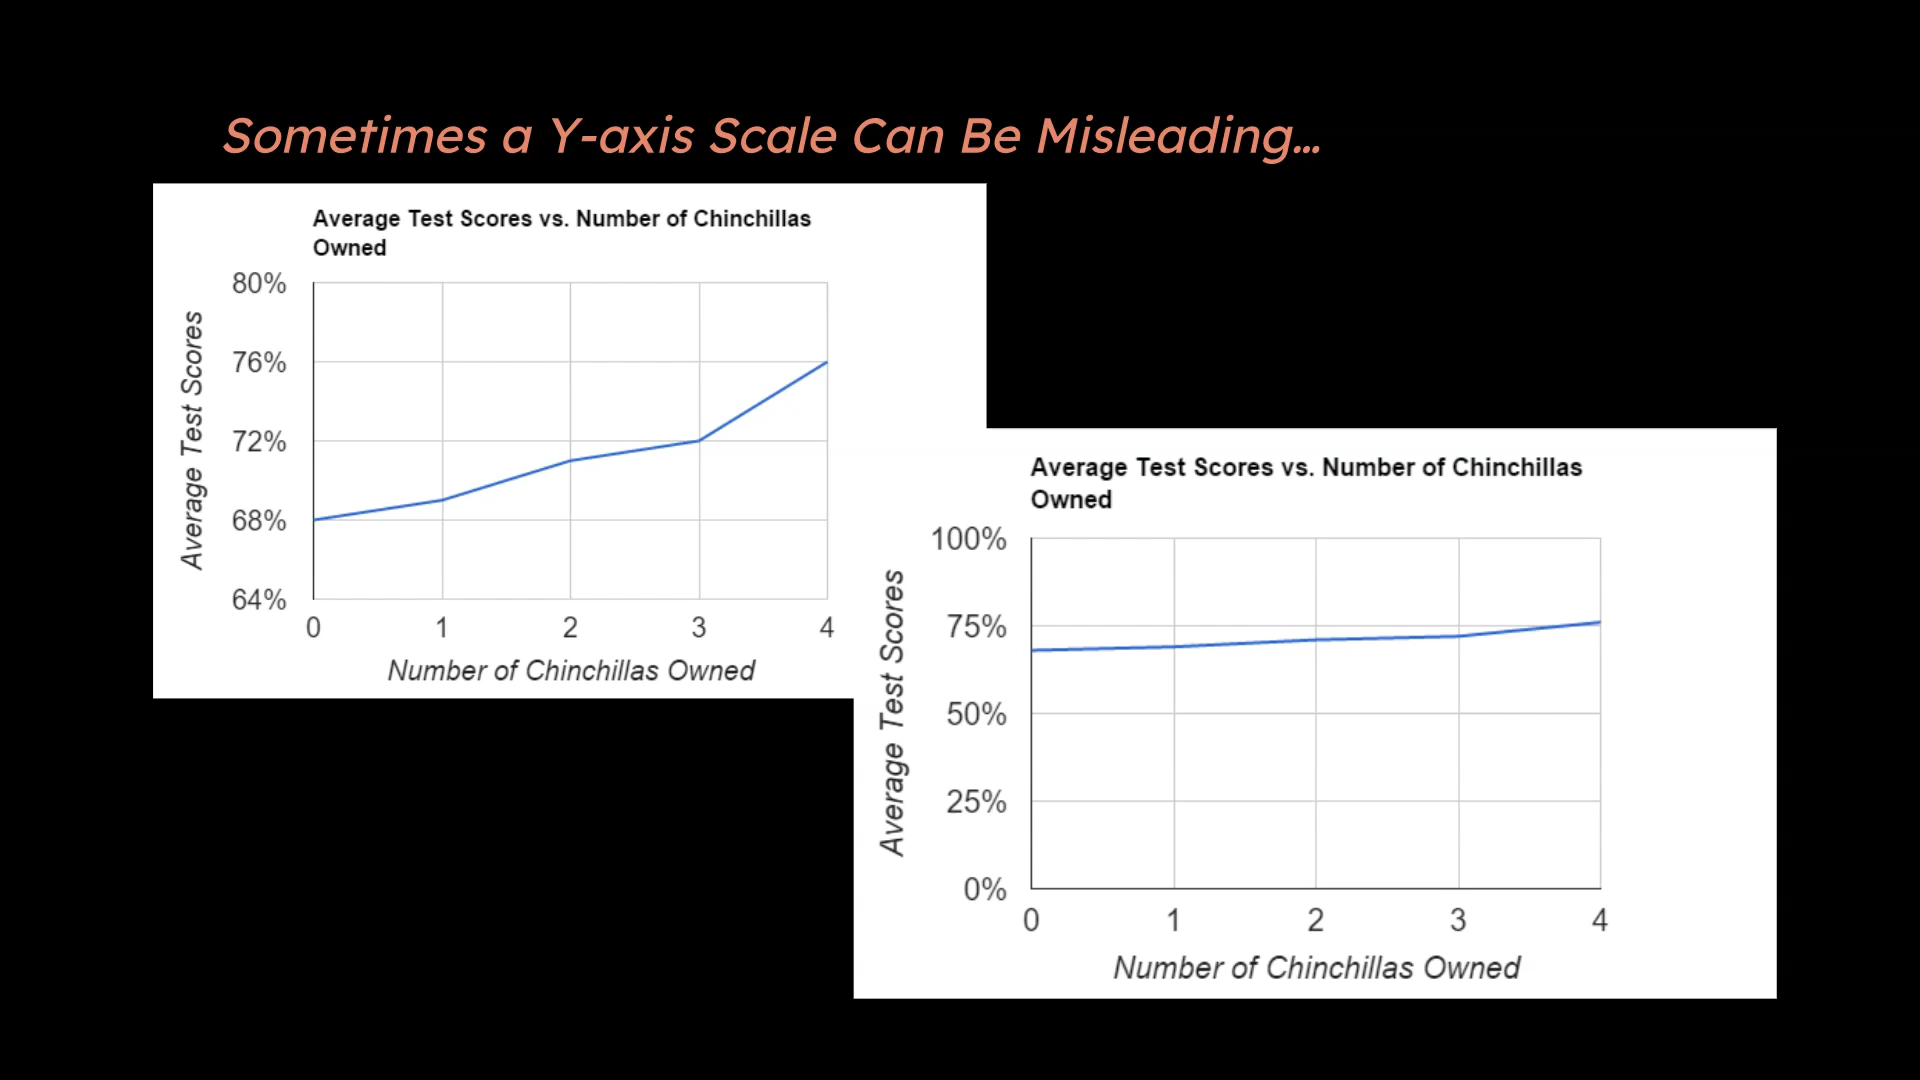 Sometimes a Y-axis Scale Can Be Misleading...
Average Test Scores vs. Number of Chinchillas
Owned
80%
76%
72%
68%
64%
Average Test Scores
0 1 2 3 4
Number of Chinchillas Owned
Average Test Scores vs. Number of Chinchillas
Owned
100%
75%
50%
25%
0%
Average Test Scores
0 1 2 3 4
Number of Chinchillas Owned